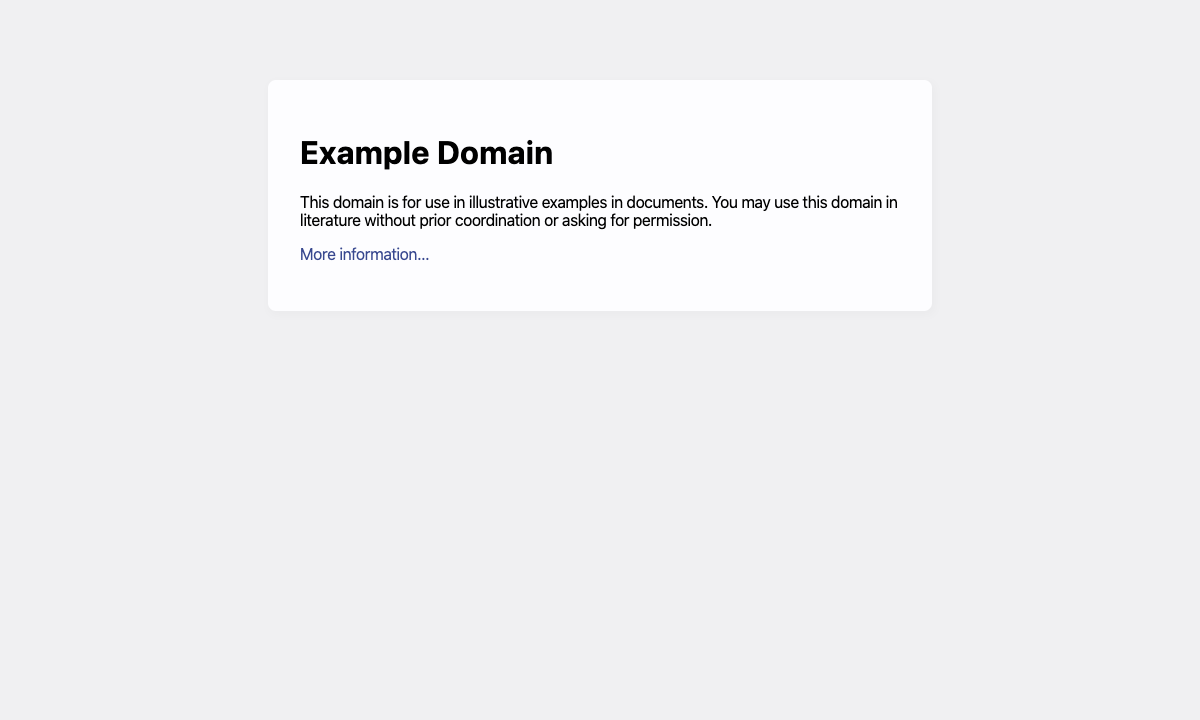 Example Domain
This domain is for use in illustrative examples in documents. You may use this domain in
literature without prior coordination or asking for permission.
More information...